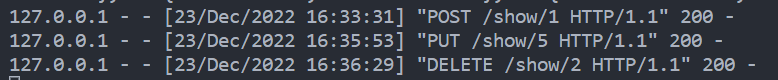 127.0.0.1 - - [23/Dec/2022 16:33:31] "POST /show/1 HTTP/1.1" 200 -
127.0.0.1 - - [23/Dec/2022 16:35:53] "PUT /show/5 HTTP/1.1" 200 -
127.0.0.1 - - [23/Dec/2022 16:36:29] "DELETE /show/2 HTTP/1.1" 200 -